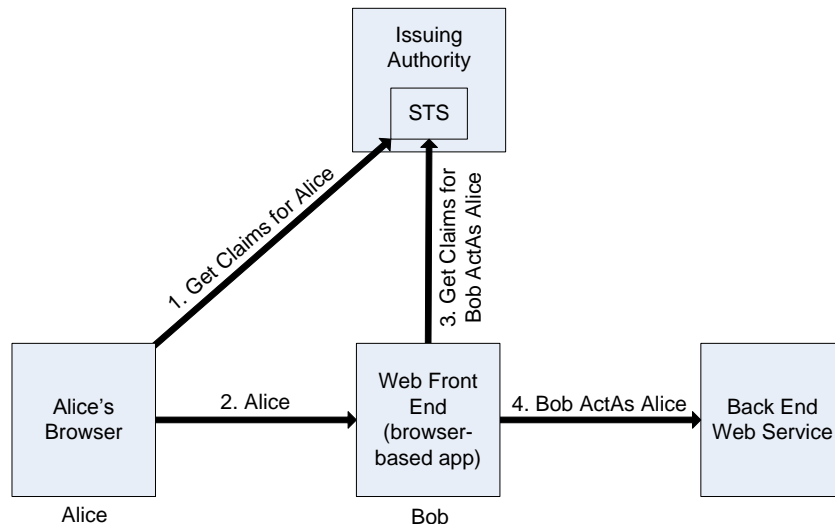 Issuing
Authority
STS
1. Get Claims for Alice
3. Get Claims for
Bob ActAs Alice
Alice’s
Browser
2. Alice
Web Front
End
(browser-
based app)
4. Bob ActAs Alice
Back End
Web Service
Alice
Bob